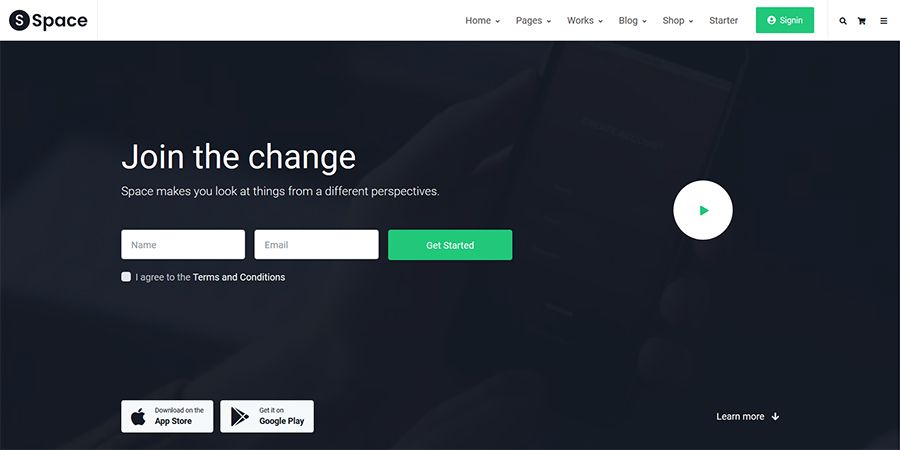 S Space
Home Pages Works Blog Shop Starter Signin
Join the change
Space makes you look at things from a different perspectives.
Name Email Get Started
I agree to the Terms and Conditions
Download on the
App Store
Get it on
Google Play
Learn more